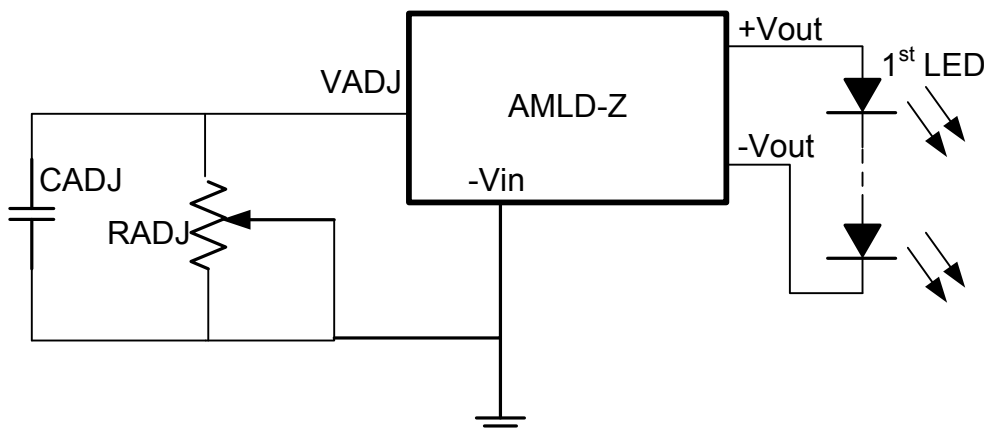 +Vout
1st LED
VADJ
AMLD-Z
-Vout
CADJ
-Vin
RADJ